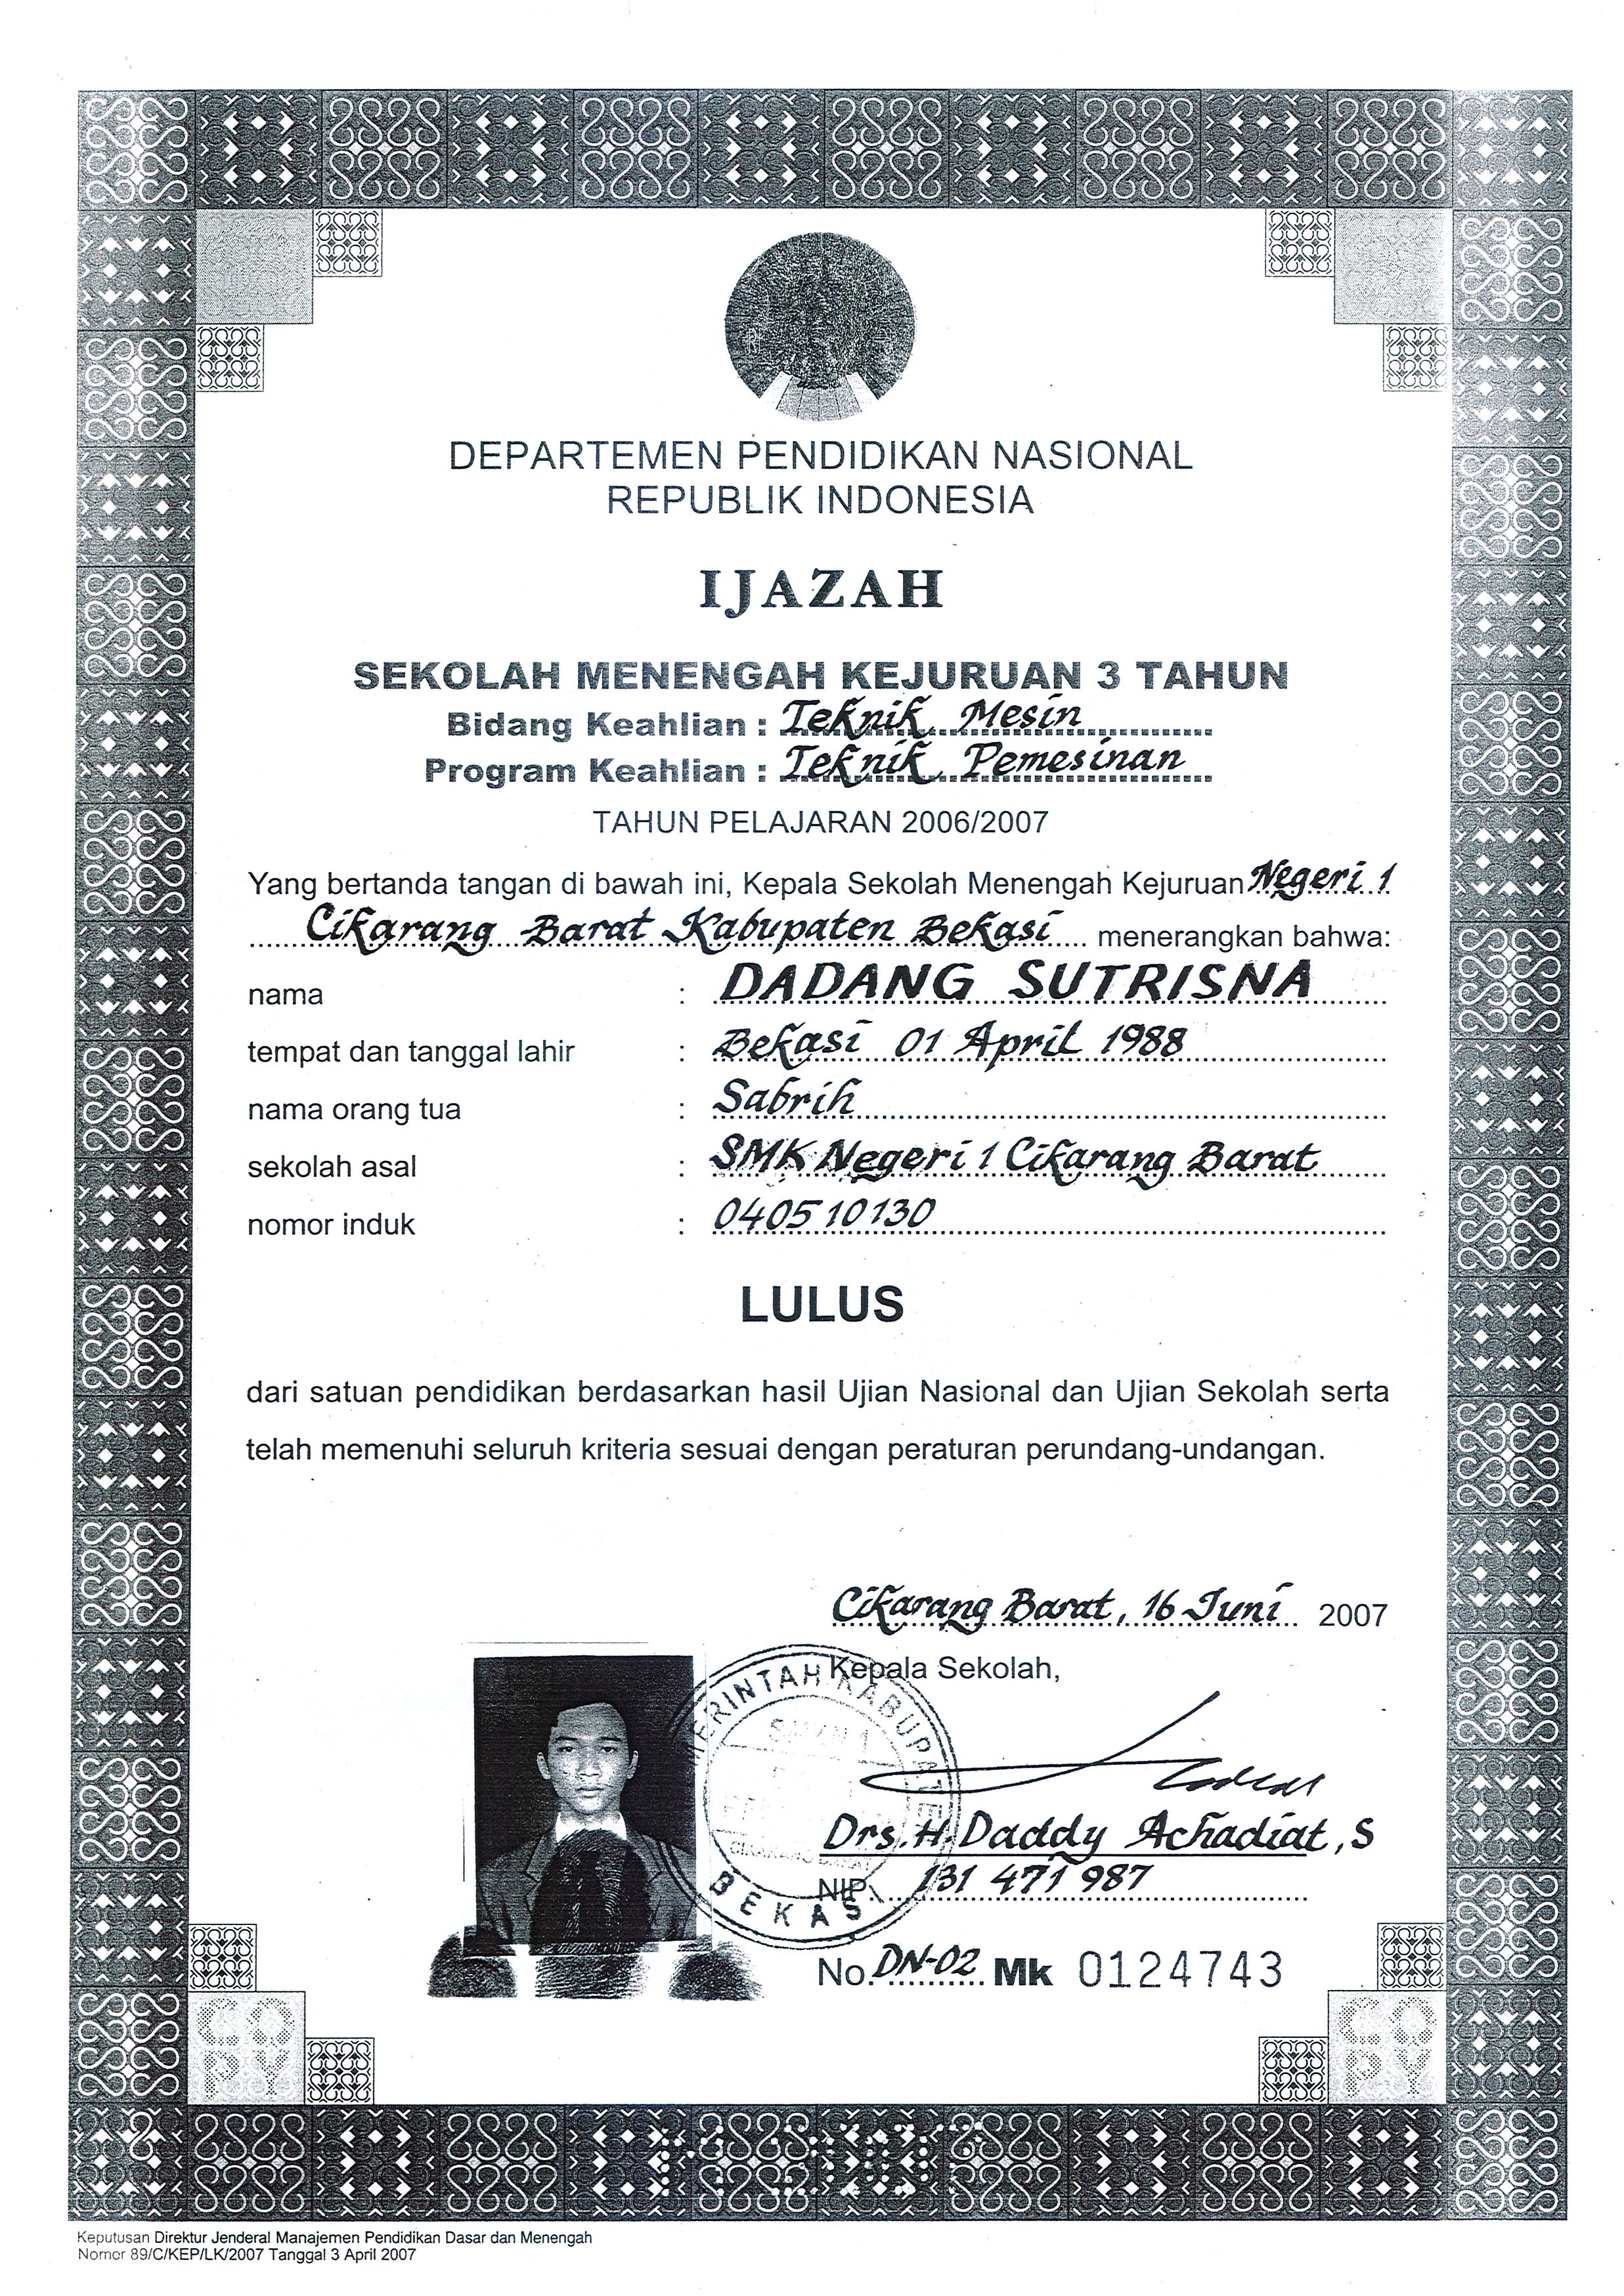 DEPARTEMEN PENDIDIKAN NASIONAL
REPUBLIK INDONESIA
IJAZAH
SEKOLAH MENENGAH KEJURUAN 3 TAHUN
Bidang Keahlian : Teknik Mesin
Program Keahlian : Teknik Pemesinan
TAHUN PELAJARAN 2006/2007
Yang bertanda tangan di bawah ini, Kepala Sekolah Menengah Kejuruan Negeri 1
Cikarang Barat Kabupaten Bekasi menerangkan bahwa:
nama : DADANG SUTRISNA
tempat dan tanggal lahir : Bekasi 01 April 1988
nama orang tua : Sabrih
sekolah asal : SMK Negeri 1 Cikarang Barat
nomor induk : 040510130
LULUS
dari satuan pendidikan berdasarkan hasil Ujian Nasional dan Ujian Sekolah serta
telah memenuhi seluruh kriteria sesuai dengan peraturan perundang-undangan.
Cikarang Barat, 16 Juni 2007
Kepala Sekolah,
MERINTAH KABUPATE
SMKN 1
CIKARANG BARAT
BEKASI
Drs. H. Daddy Achadiat, S
NIP. 131 471 987
No. DN-02 Mk 0124743
COPY
COPY
Keputusan Direktur Jenderal Manajemen Pendidikan Dasar dan Menengah
Nomor 89/C/KEP/LK/2007 Tanggal 3 April 2007